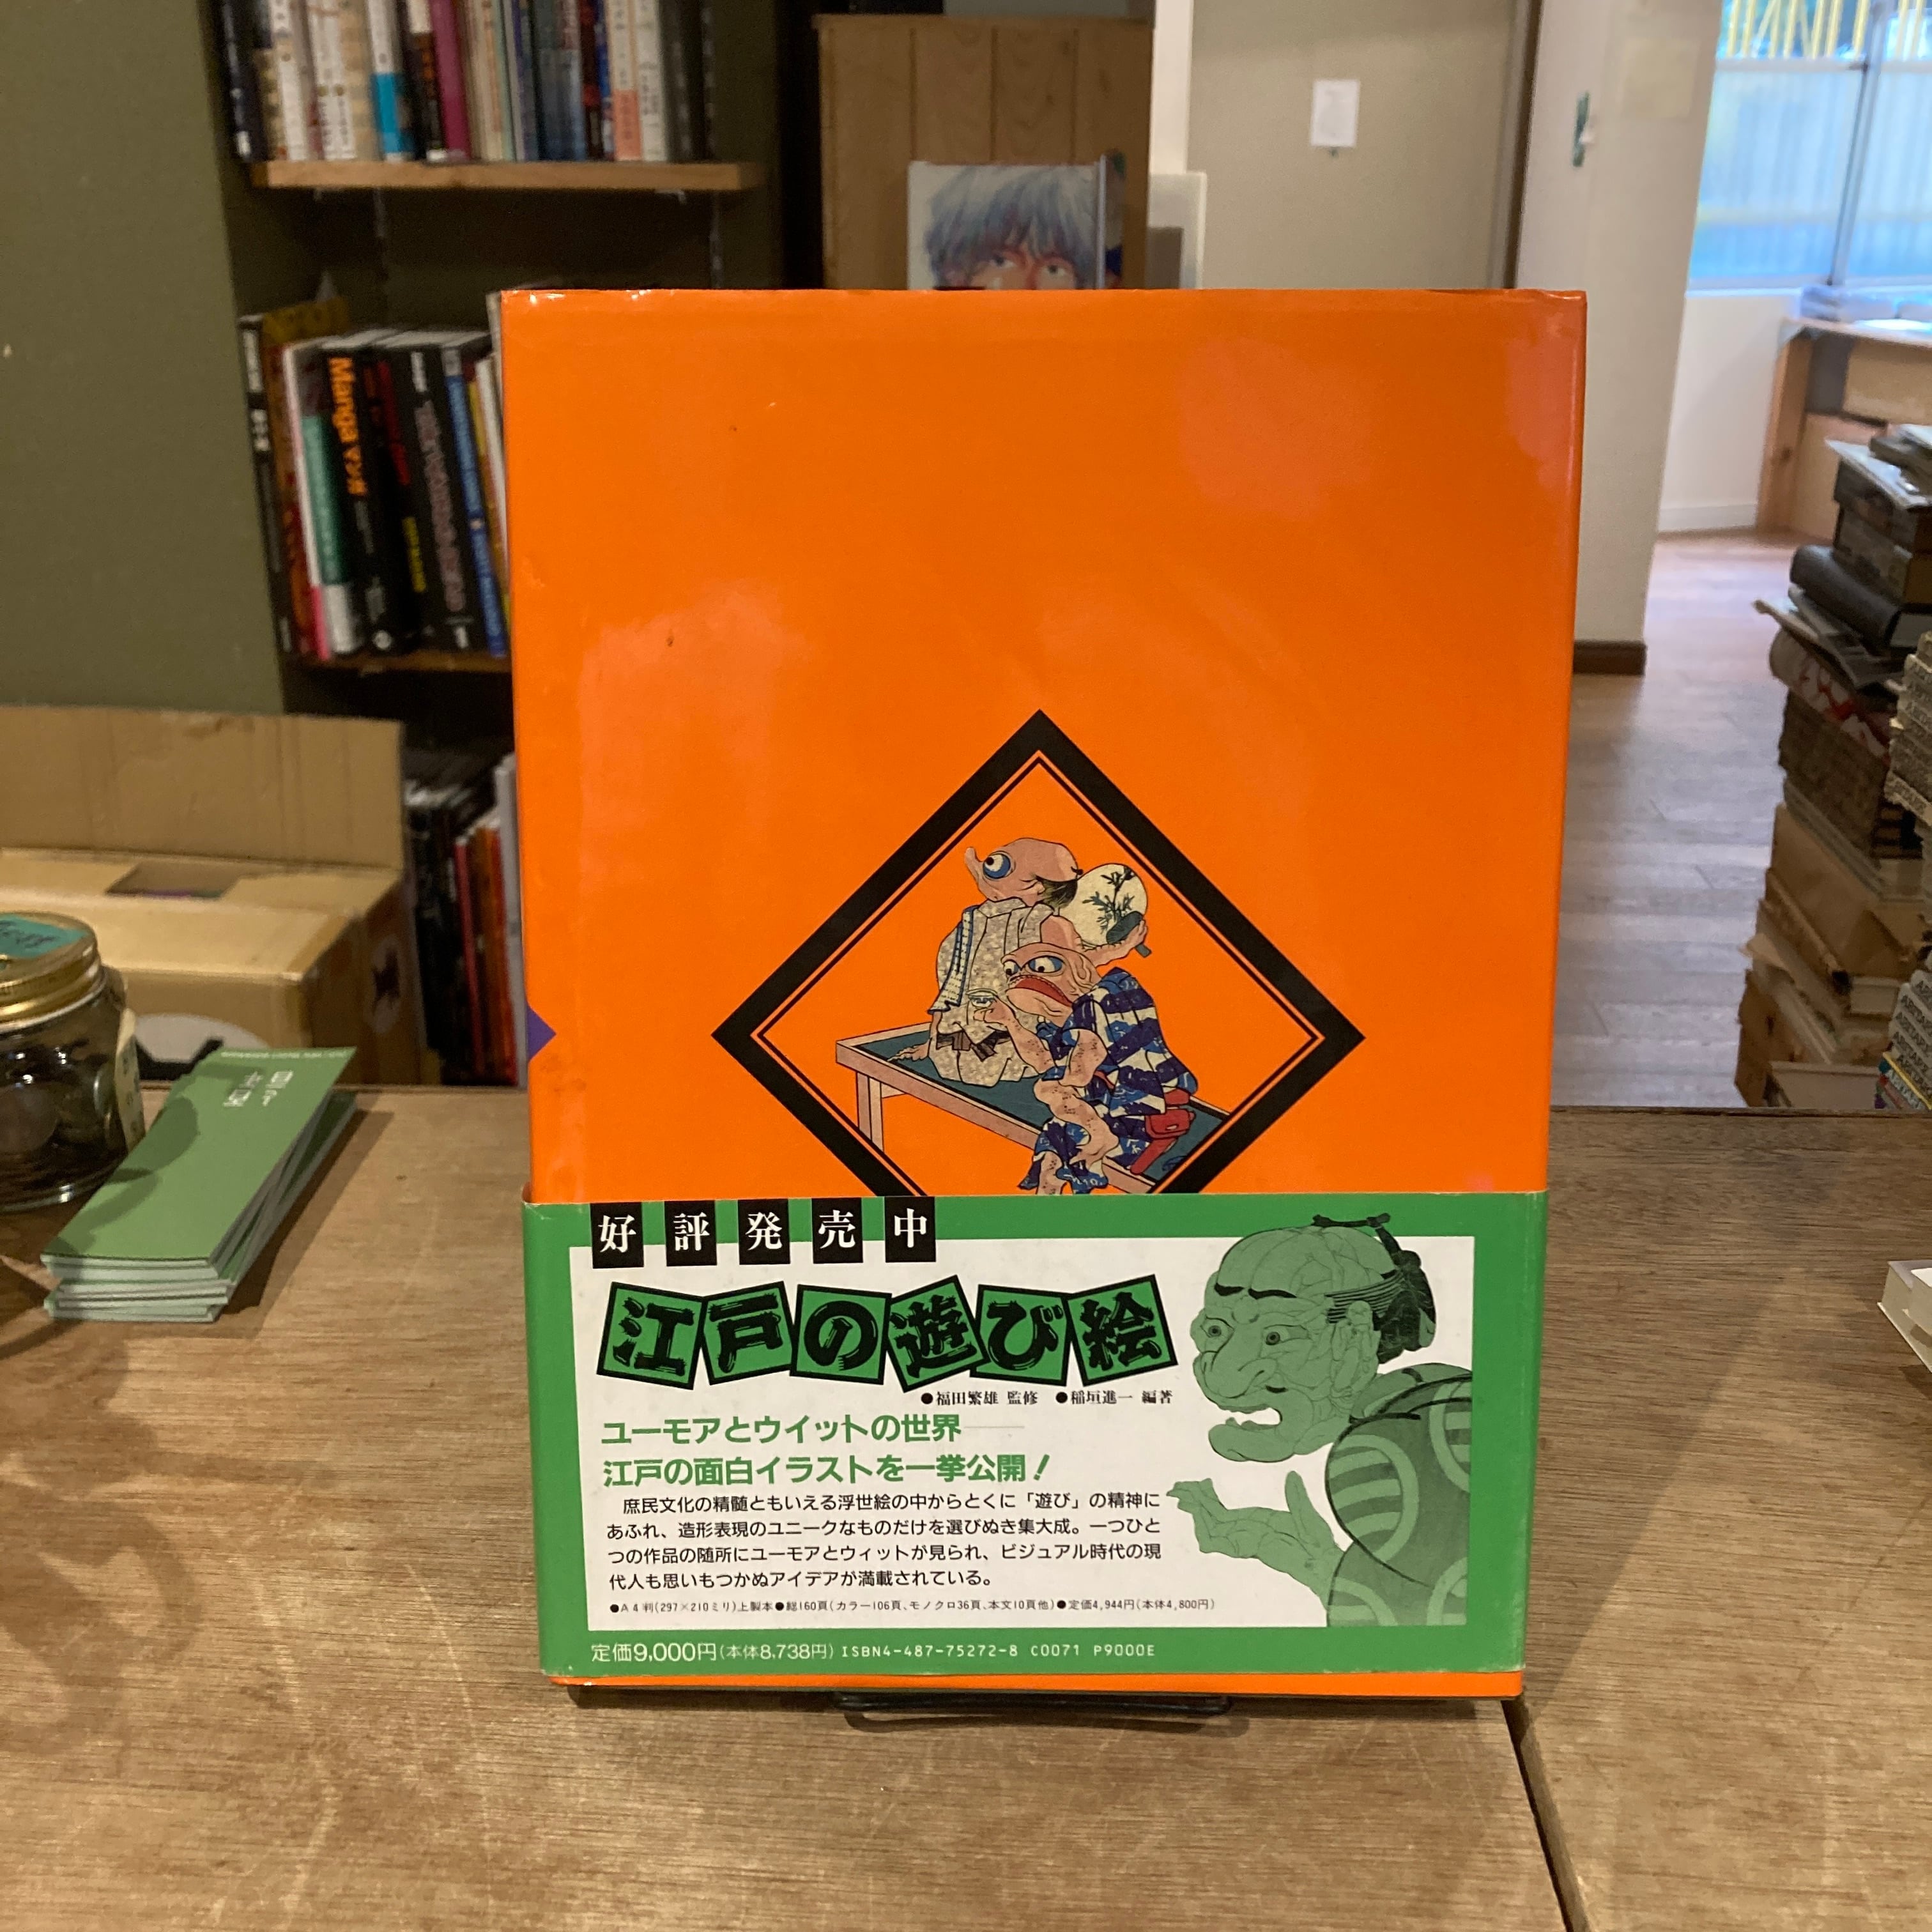 Manga マンガ
好評発売中
江戸の遊び絵
●福田繁雄 監修 ●稲垣進一 編著
ユーモアとウイットの世界──
江戸の面白イラストを一挙公開！
庶民文化の精髄ともいえる浮世絵の中からとくに「遊び」の精神に
あふれ、造形表現のユニークなものだけを選びぬき集大成。一つひと
つの作品の随所にユーモアとウィットが見られ、ビジュアル時代の現
代人も思いもつかぬアイデアが満載されている。
●A4判(297×210ミリ)上製本●総160頁(カラー106頁、モノクロ36頁、本文10頁他)●定価4,944円(本体4,800円)
定価9,000円(本体8,738円) ISBN4-487-75272-8 C0071 P9000E